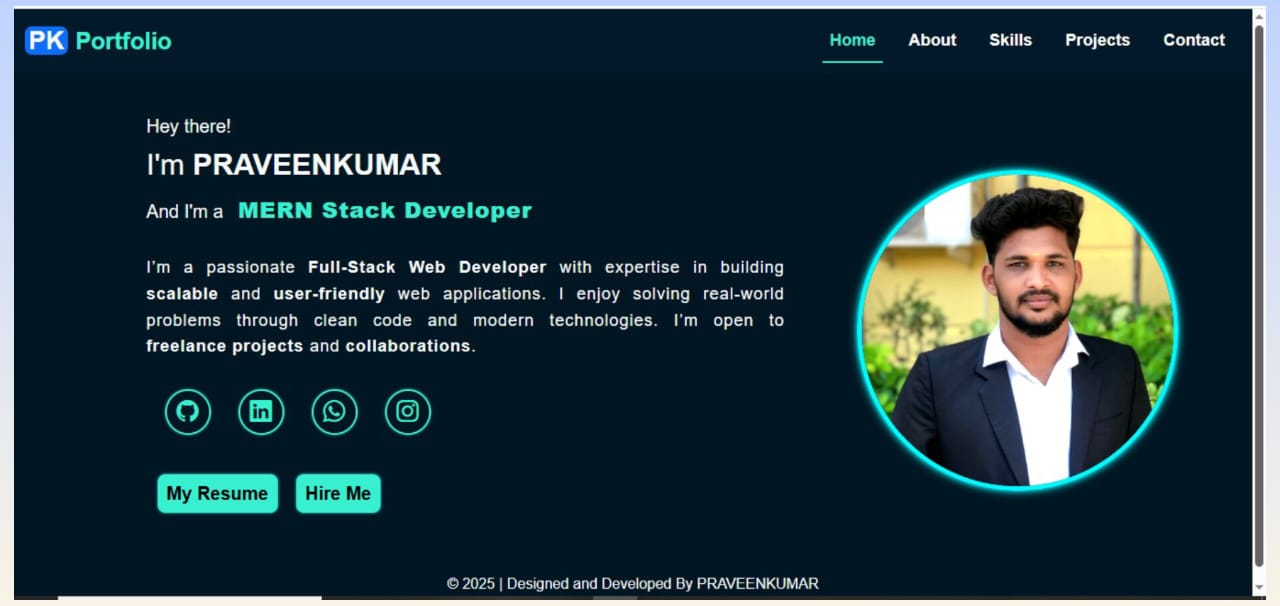 PK Portfolio
Home About Skills Projects Contact
Hey there!
I'm PRAVEENKUMAR
And I'm a MERN Stack Developer
I'm a passionate Full-Stack Web Developer with expertise in building
scalable and user-friendly web applications. I enjoy solving real-world
problems through clean code and modern technologies. I'm open to
freelance projects and collaborations.
in
My Resume Hire Me
© 2025 | Designed and Developed By PRAVEENKUMAR